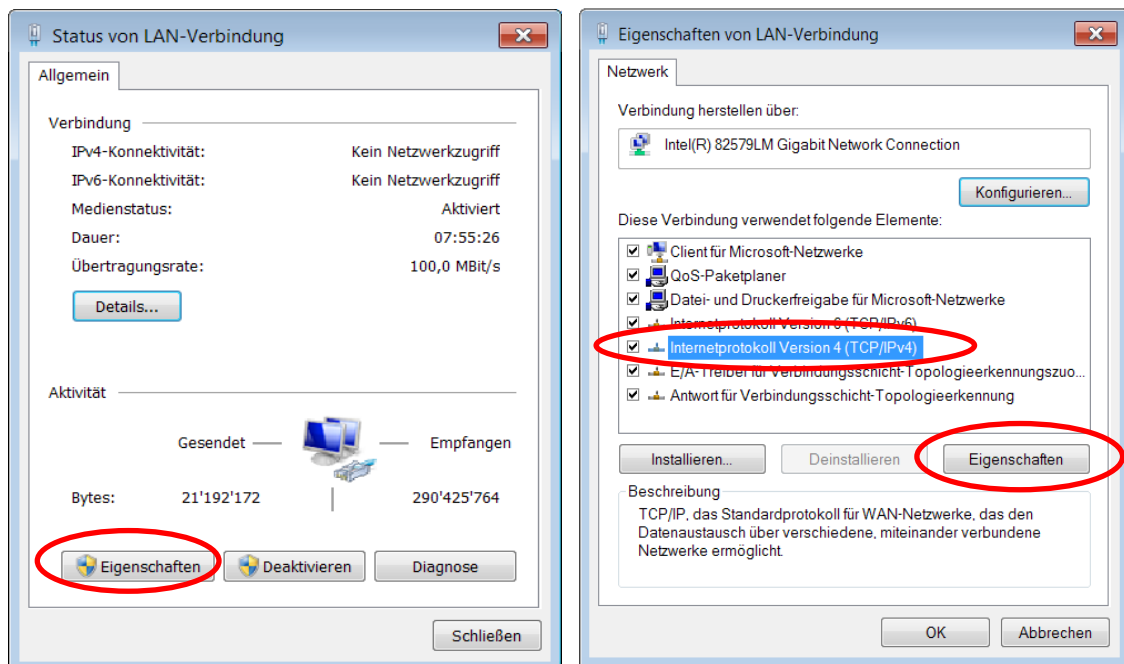 Status von LAN-Verbindung
Allgemein
Verbindung
IPv4-Konnektivität: Kein Netzwerkzugriff
IPv6-Konnektivität: Kein Netzwerkzugriff
Medienstatus: Aktiviert
Dauer: 07:55:26
Übertragungsrate: 100,0 MBit/s
Details...
Aktivität
Gesendet Empfangen
Bytes: 21'192'172 290'425'764
Eigenschaften Deaktivieren Diagnose
Schließen
Eigenschaften von LAN-Verbindung
Netzwerk
Verbindung herstellen über:
Intel(R) 82579LM Gigabit Network Connection
Konfigurieren...
Diese Verbindung verwendet folgende Elemente:
Client für Microsoft-Netzwerke
QoS-Paketplaner
Datei- und Druckerfreigabe für Microsoft-Netzwerke
Internetprotokoll Version 6 (TCP/IPv6)
Internetprotokoll Version 4 (TCP/IPv4)
E/A-Treiber für Verbindungsschicht-Topologieerkennungszuo...
Antwort für Verbindungsschicht-Topologieerkennung
Installieren... Deinstallieren Eigenschaften
Beschreibung
TCP/IP, das Standardprotokoll für WAN-Netzwerke, das den
Datenaustausch über verschiedene, miteinander verbundene
Netzwerke ermöglicht.
OK Abbrechen